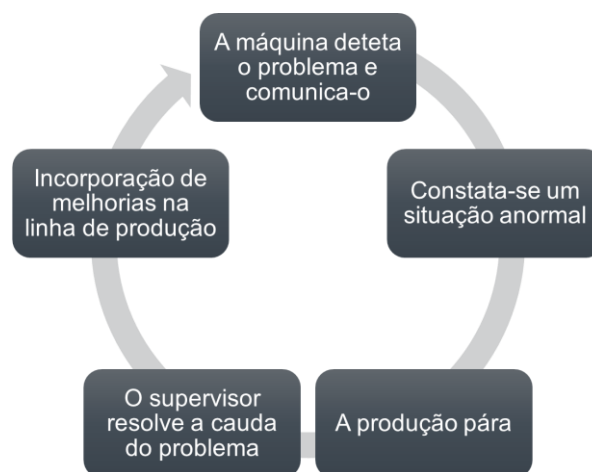 A máquina deteta
o problema e
comunica-o
Constata-se um
situação anormal
A produção pára
O supervisor
resolve a cauda
do problema
Incorporação de
melhorias na
linha de produção